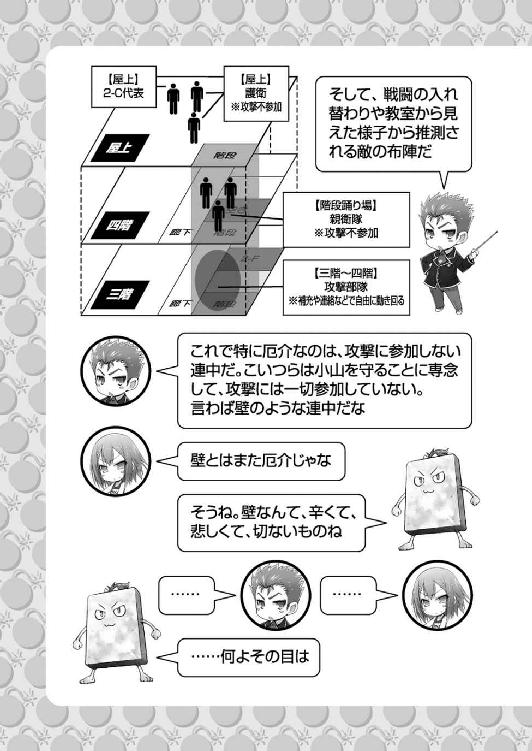 【屋上】
2-C代表
【屋上】
護衛
※攻撃不参加
そして、戦闘の入れ
替わりや教室から見
えた様子から推測さ
れる敵の布陣だ
屋上
階段
【階段踊り場】
親衛隊
※攻撃不参加
四階
廊下
階段
【三階〜四階】
攻撃部隊
※補充や連絡などで自由に動き回る
三階
廊下
階段
これで特に厄介なのは、攻撃に参加しない
連中だ。こいつらは小山を守ることに専念
して、攻撃には一切参加していない。
言わば壁のような連中だな
壁とはまた厄介じゃな
そうね。壁なんて、辛くて、
悲しくて、切ないものね
……
……
……何よその目は